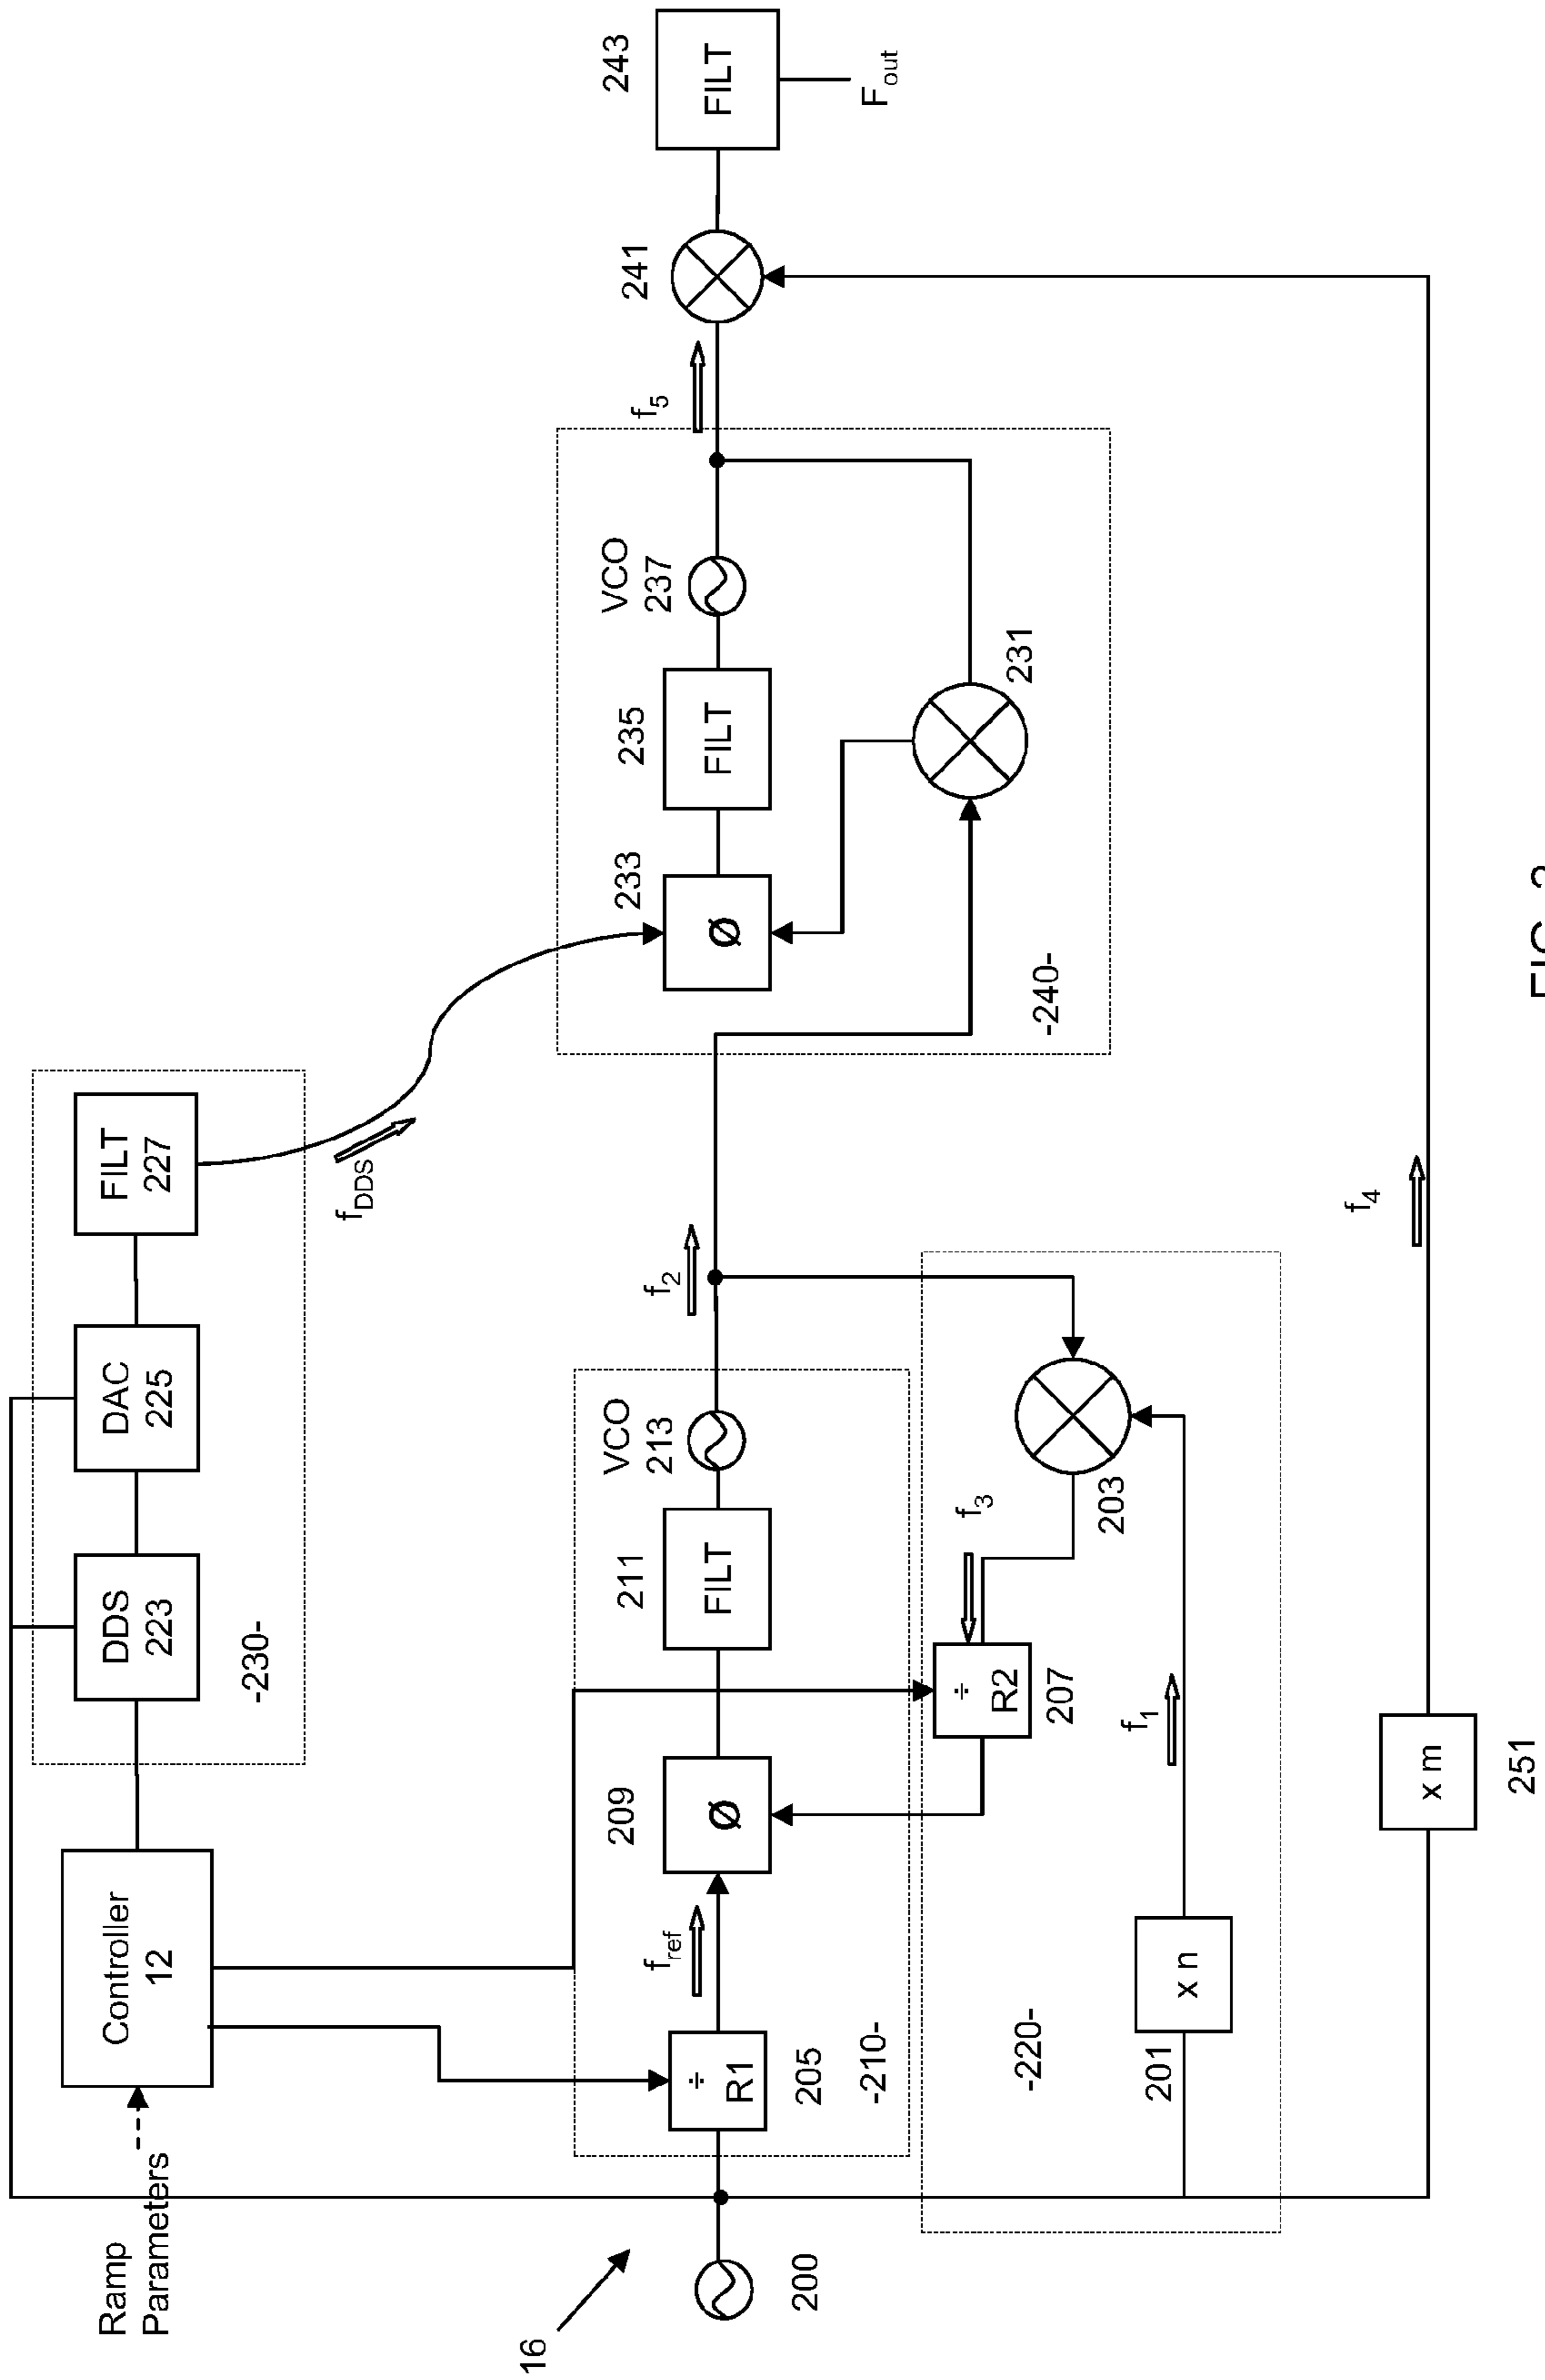 Ramp
Parameters
Controller
12
DDS
223
DAC
225
FILT
227
-230-
f_DDS
16
200
÷
R1
205
-210-
f_ref
209
Ø
211
FILT
VCO
213
f_2
÷
R2
207
f_3
203
-220-
201
x n
f_1
233
Ø
235
FILT
VCO
237
231
-240-
f_5
241
243
FILT
F_out
x m
251
f_4